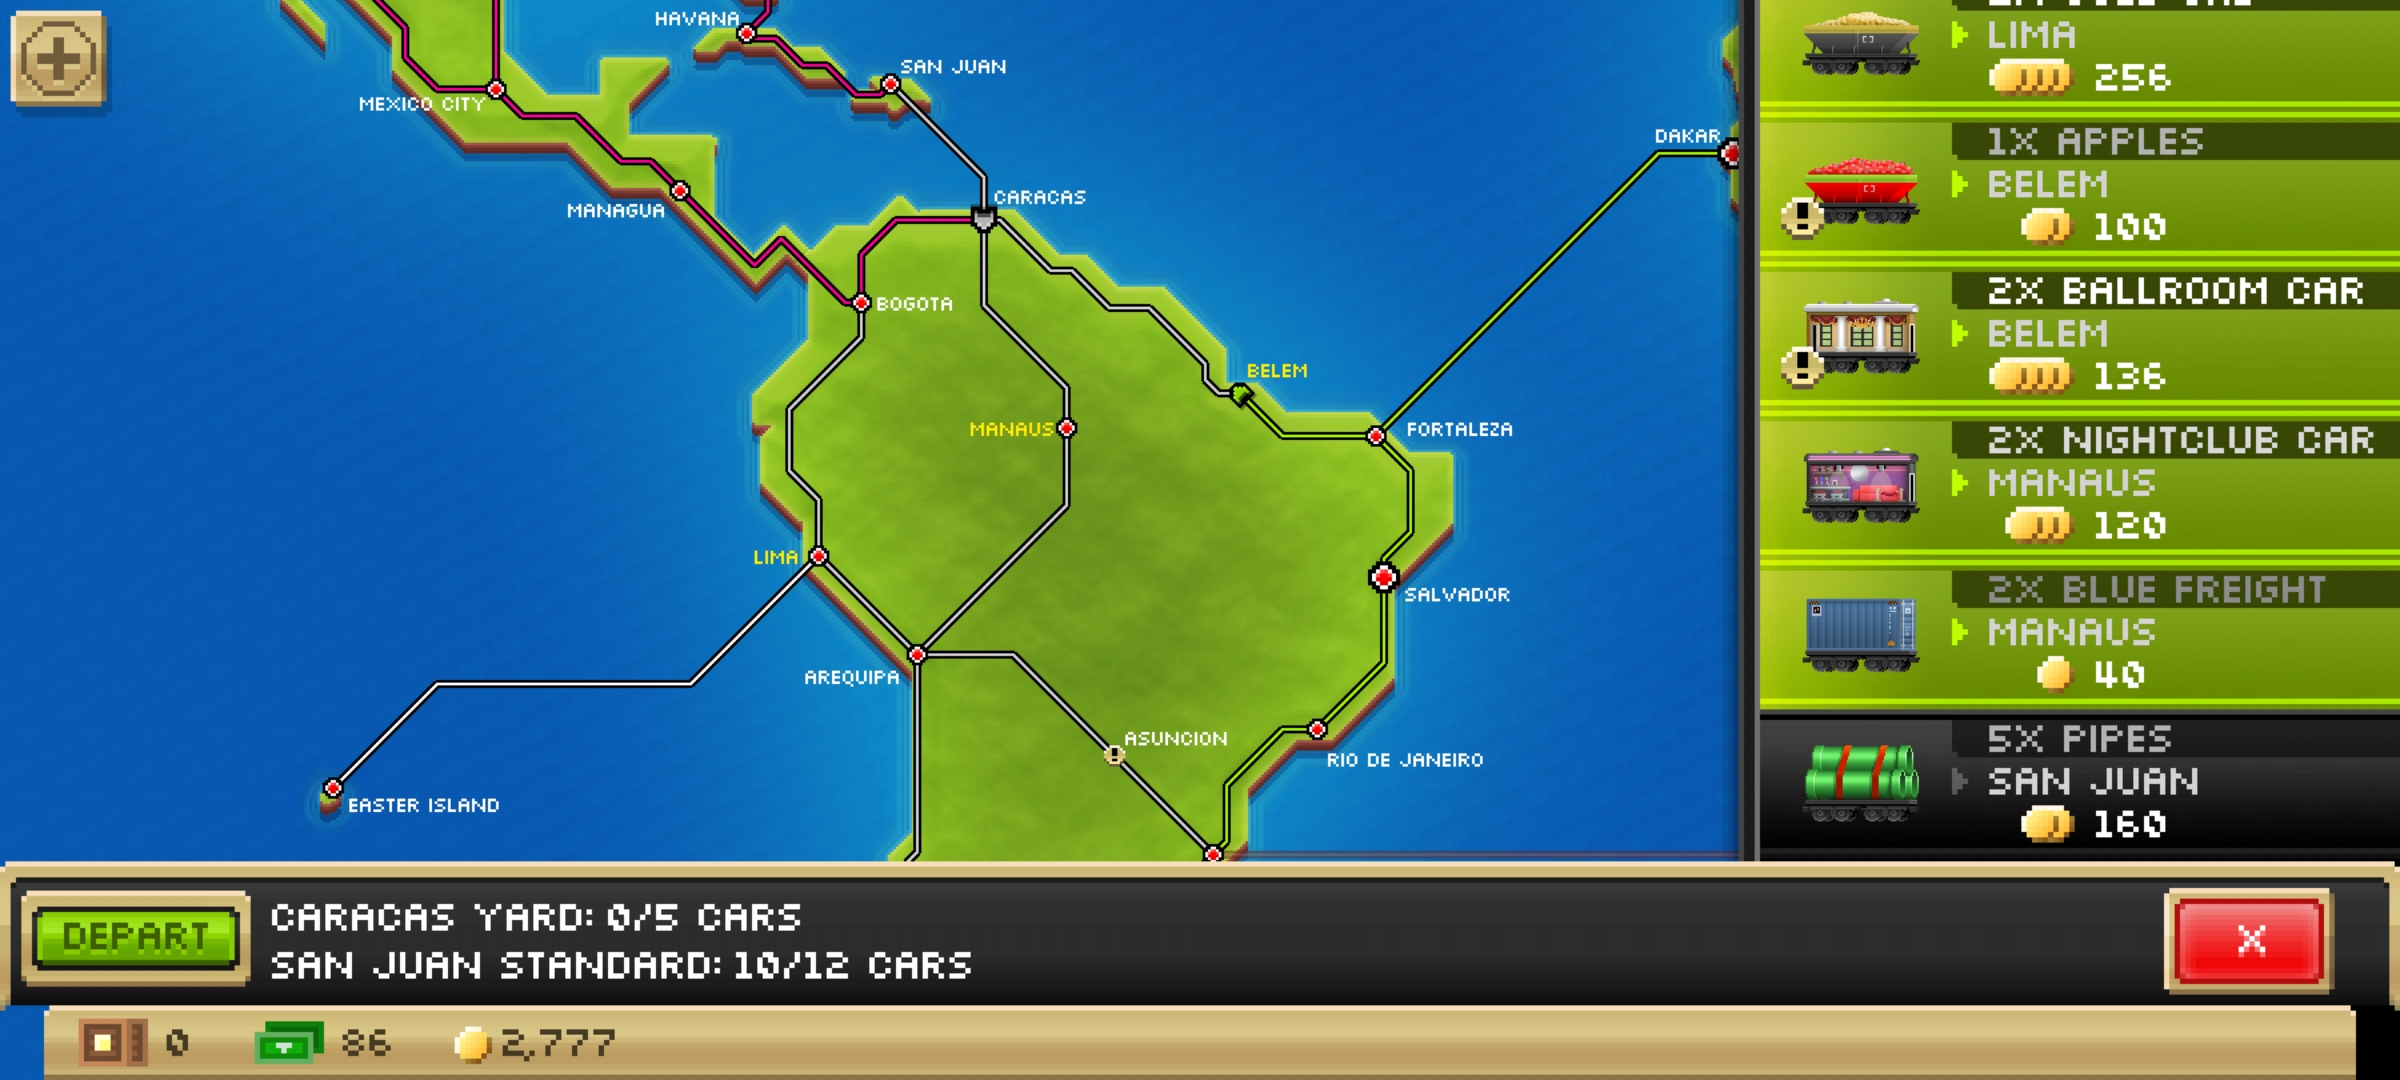 HAVANA
SAN JUAN
MEXICO CITY
MANAGUA
CARACAS
DAKAR
BOGOTA
BELEM
MANAUS
FORTALEZA
LIMA
SALVADOR
AREQUIPA
ASUNCION
RIO DE JANEIRO
EASTER ISLAND
LIMA
256
1X APPLES
BELEM
100
2X BALLROOM CAR
BELEM
136
2X NIGHTCLUB CAR
MANAUS
120
2X BLUE FREIGHT
MANAUS
40
5X PIPES
SAN JUAN
160
DEPART
CARACAS YARD: 0/5 CARS
SAN JUAN STANDARD: 10/12 CARS
X
0 86 2,777